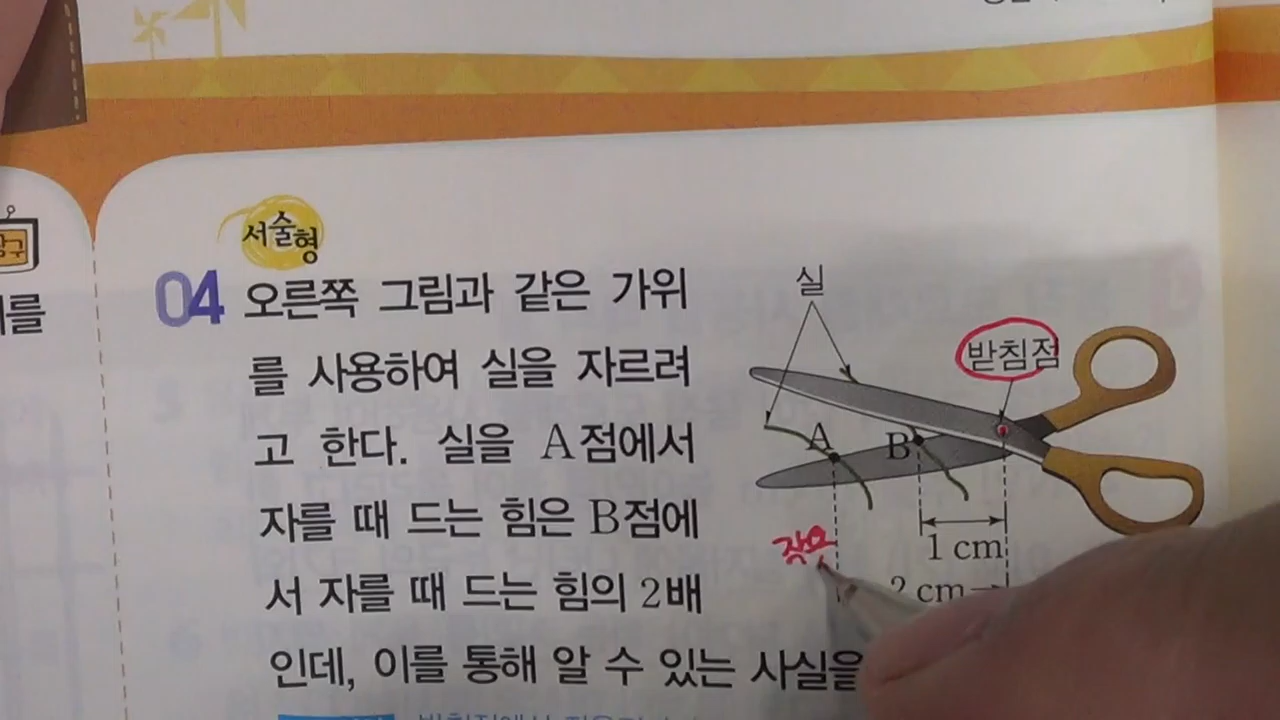 서술형
04 오른쪽 그림과 같은 가위
를 사용하여 실을 자르려
고 한다. 실을 A점에서
자를 때 드는 힘은 B점에
서 자를 때 드는 힘의 2배
인데, 이를 통해 알 수 있는 사실을
실
받침점
A
B
1 cm
2 cm
를